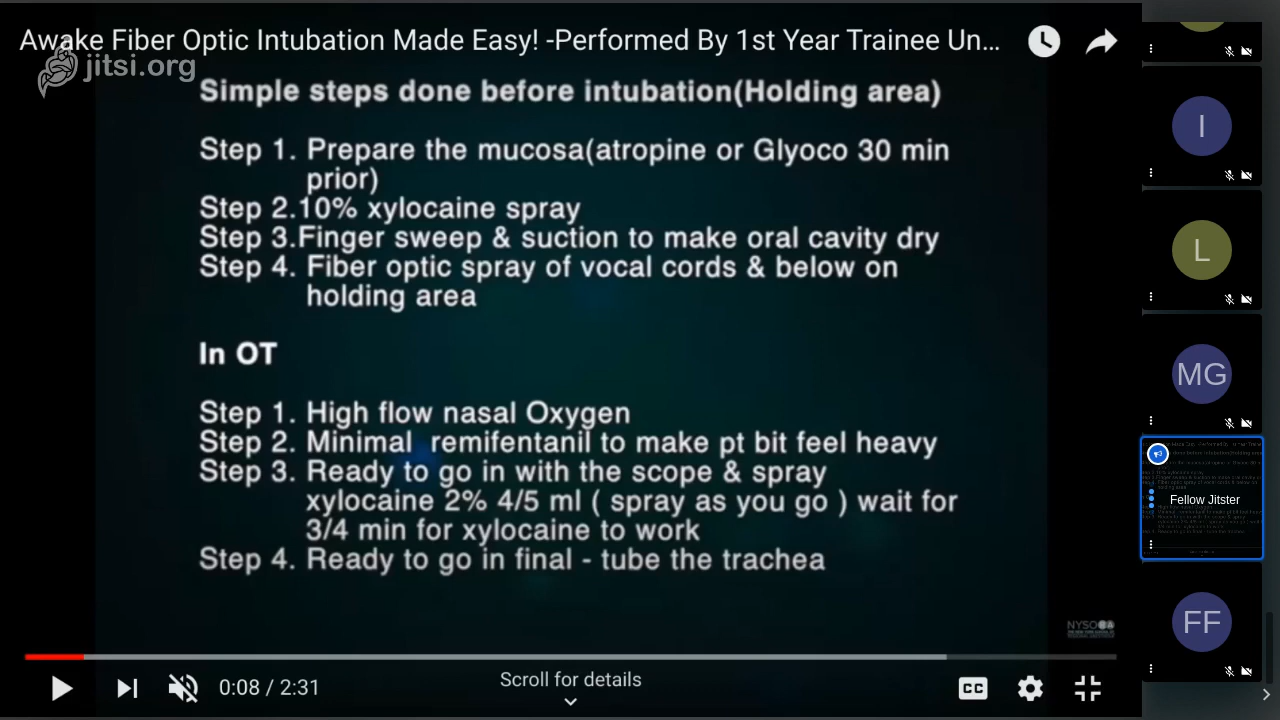 Awake Fiber Optic Intubation Made Easy! -Performed By 1st Year Trainee Un...
jitsi.org
Simple steps done before intubation(Holding area)
Step 1. Prepare the mucosa(atropine or Glyoco 30 min
prior)
Step 2.10% xylocaine spray
Step 3.Finger sweep & suction to make oral cavity dry
Step 4. Fiber optic spray of vocal cords & below on
holding area
In OT
Step 1. High flow nasal Oxygen
Step 2. Minimal remifentanil to make pt bit feel heavy
Step 3. Ready to go in with the scope & spray
xylocaine 2% 4/5 ml ( spray as you go ) wait for
3/4 min for xylocaine to work
Step 4. Ready to go in final - tube the trachea
NYSORA
0:08 / 2:31
Scroll for details
CC
I
L
MG
Fellow Jitster
FF